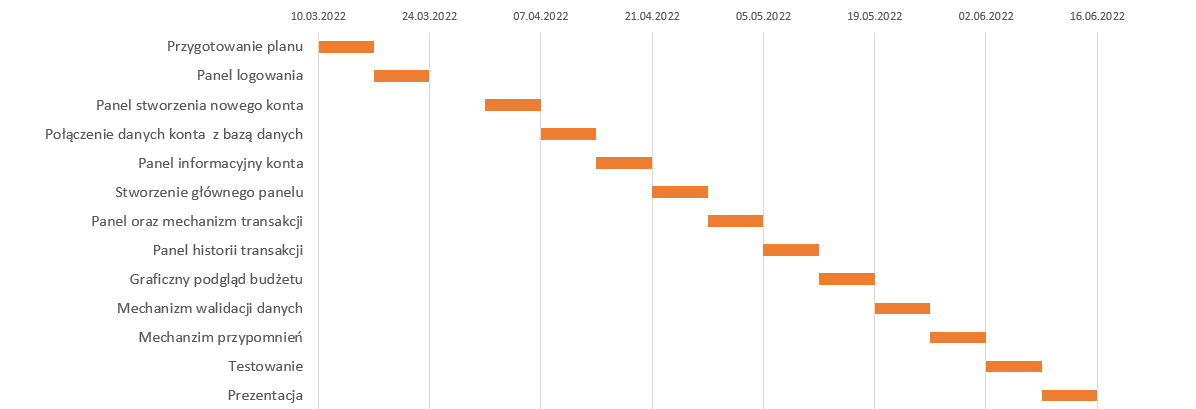 10.03.2022 24.03.2022 07.04.2022 21.04.2022 05.05.2022 19.05.2022 02.06.2022 16.06.2022
Przygotowanie planu
Panel logowania
Panel stworzenia nowego konta
Połączenie danych konta  z bazą danych
Panel informacyjny konta
Stworzenie głównego panelu
Panel oraz mechanizm transakcji
Panel historii transakcji
Graficzny podgląd budżetu
Mechanizm walidacji danych
Mechanzim przypomnień
Testowanie
Prezentacja